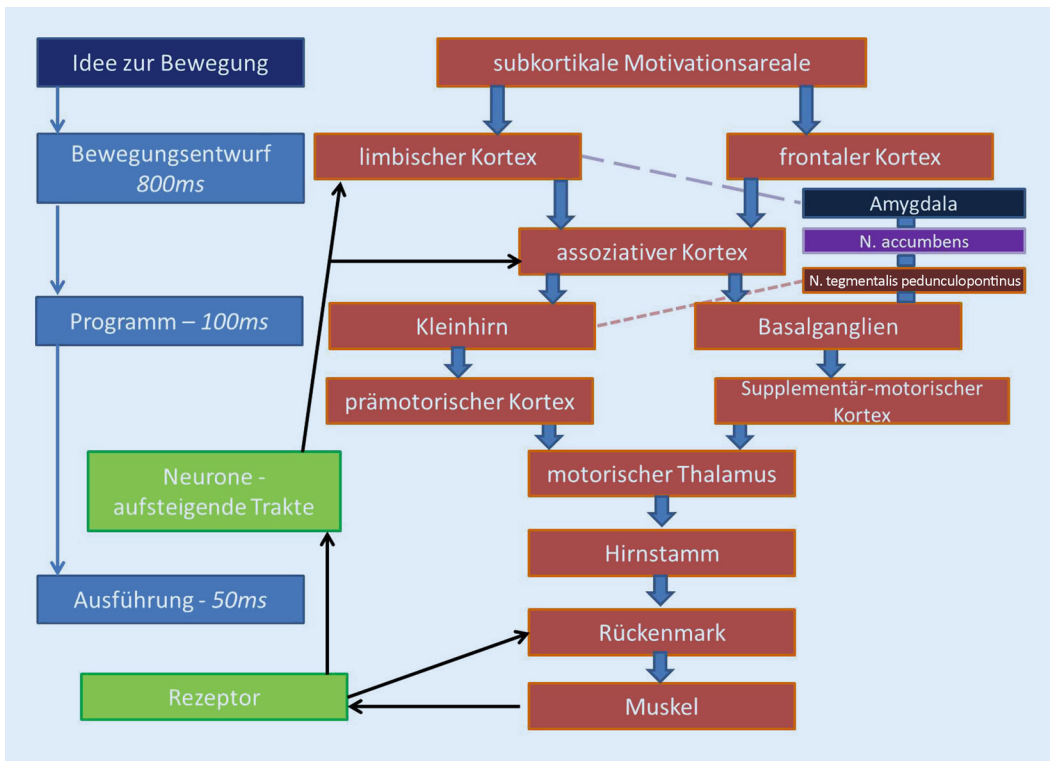 Idee zur Bewegung
subkortikale Motivationsareale
Bewegungsentwurf
800ms
limbischer Kortex
frontaler Kortex
Amygdala
N. accumbens
assoziativer Kortex
N. tegmentalis pedunculopontinus
Programm – 100ms
Kleinhirn
Basalganglien
prämotorischer Kortex
Supplementär-motorischer
Kortex
Neurone -
aufsteigende Trakte
motorischer Thalamus
Hirnstamm
Ausführung - 50ms
Rückenmark
Rezeptor
Muskel